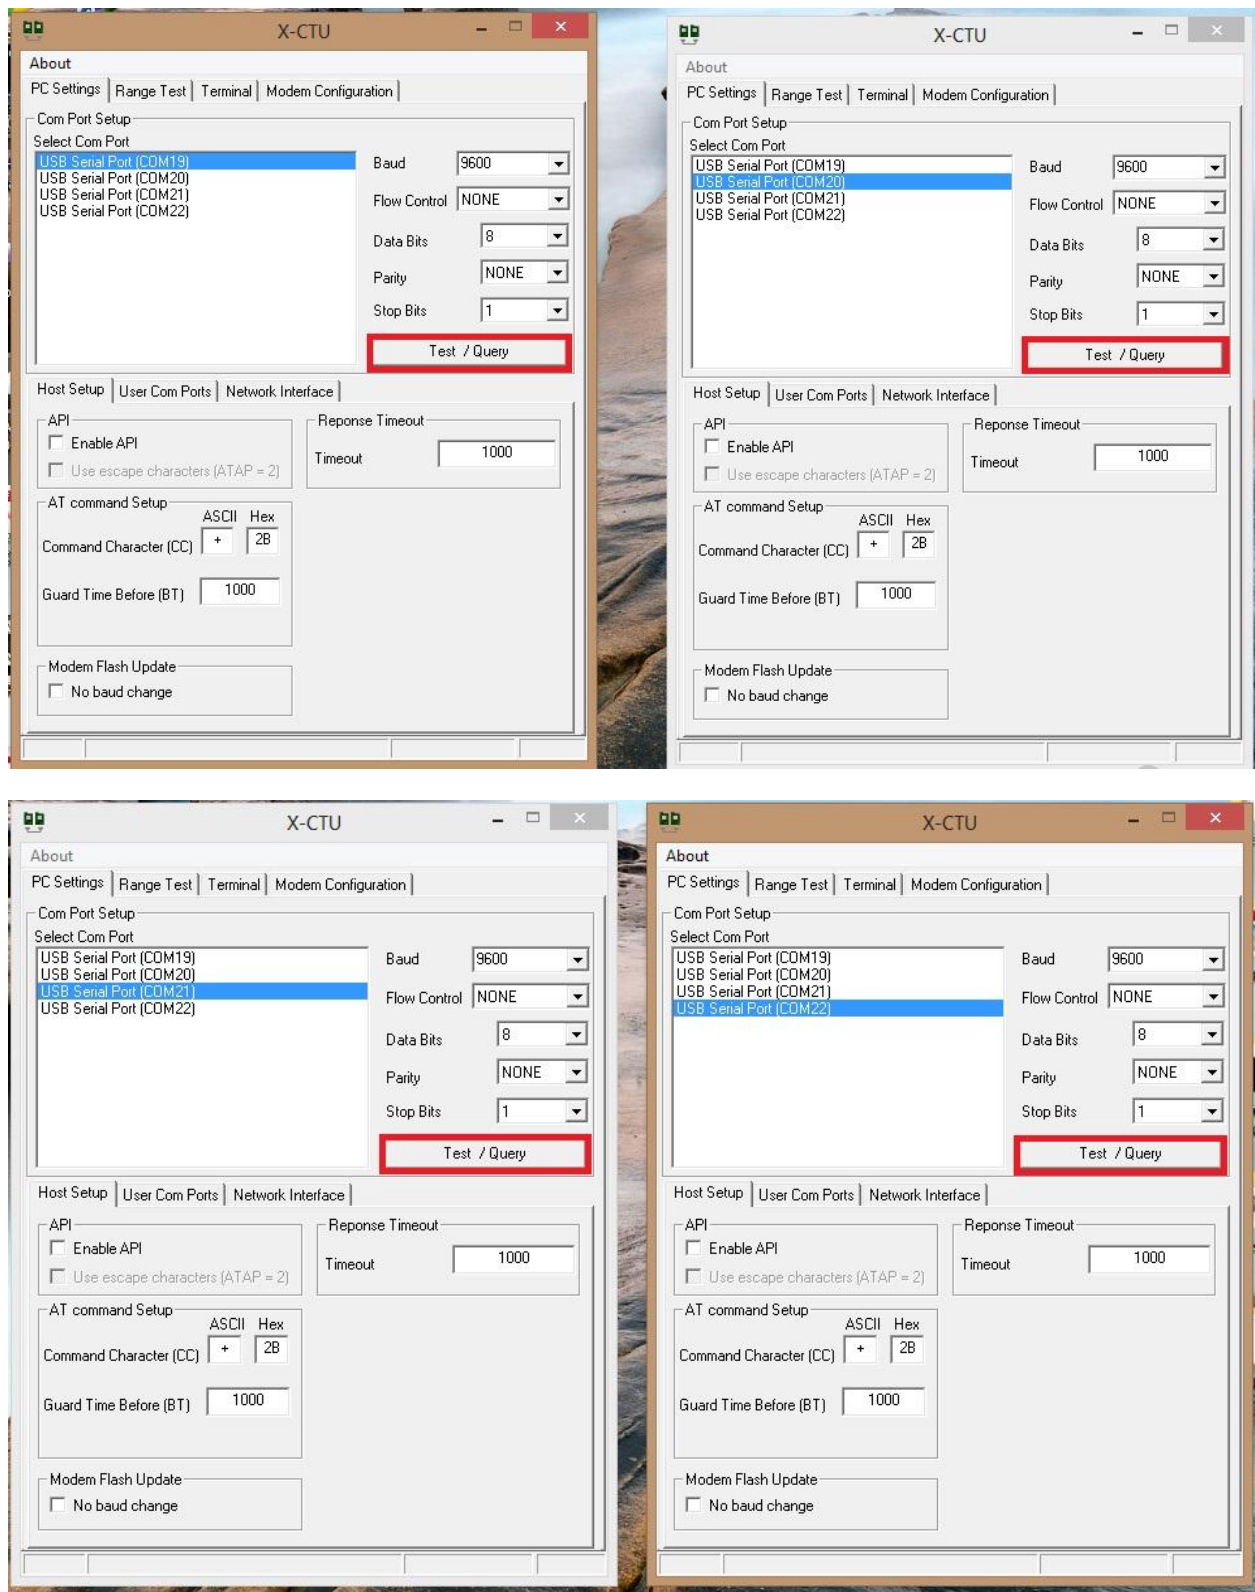 X-CTU
About
PC Settings Range Test Terminal Modem Configuration
Com Port Setup
Select Com Port
USB Serial Port (COM19)
USB Serial Port (COM20)
USB Serial Port (COM21)
USB Serial Port (COM22)
Baud 9600
Flow Control NONE
Data Bits 8
Parity NONE
Stop Bits 1
Test / Query
Host Setup User Com Ports Network Interface
API
Enable API
Use escape characters (ATAP = 2)
Reponse Timeout
Timeout 1000
AT command Setup
ASCII Hex
Command Character (CC) + 2B
Guard Time Before (BT) 1000
Modem Flash Update
No baud change
X-CTU
About
PC Settings Range Test Terminal Modem Configuration
Com Port Setup
Select Com Port
USB Serial Port (COM19)
USB Serial Port (COM20)
USB Serial Port (COM21)
USB Serial Port (COM22)
Baud 9600
Flow Control NONE
Data Bits 8
Parity NONE
Stop Bits 1
Test / Query
Host Setup User Com Ports Network Interface
API
Enable API
Use escape characters (ATAP = 2)
Reponse Timeout
Timeout 1000
AT command Setup
ASCII Hex
Command Character (CC) + 2B
Guard Time Before (BT) 1000
Modem Flash Update
No baud change
X-CTU
About
PC Settings Range Test Terminal Modem Configuration
Com Port Setup
Select Com Port
USB Serial Port (COM19)
USB Serial Port (COM20)
USB Serial Port (COM21)
USB Serial Port (COM22)
Baud 9600
Flow Control NONE
Data Bits 8
Parity NONE
Stop Bits 1
Test / Query
Host Setup User Com Ports Network Interface
API
Enable API
Use escape characters (ATAP = 2)
Reponse Timeout
Timeout 1000
AT command Setup
ASCII Hex
Command Character (CC) + 2B
Guard Time Before (BT) 1000
Modem Flash Update
No baud change
X-CTU
About
PC Settings Range Test Terminal Modem Configuration
Com Port Setup
Select Com Port
USB Serial Port (COM19)
USB Serial Port (COM20)
USB Serial Port (COM21)
USB Serial Port (COM22)
Baud 9600
Flow Control NONE
Data Bits 8
Parity NONE
Stop Bits 1
Test / Query
Host Setup User Com Ports Network Interface
API
Enable API
Use escape characters (ATAP = 2)
Reponse Timeout
Timeout 1000
AT command Setup
ASCII Hex
Command Character (CC) + 2B
Guard Time Before (BT) 1000
Modem Flash Update
No baud change